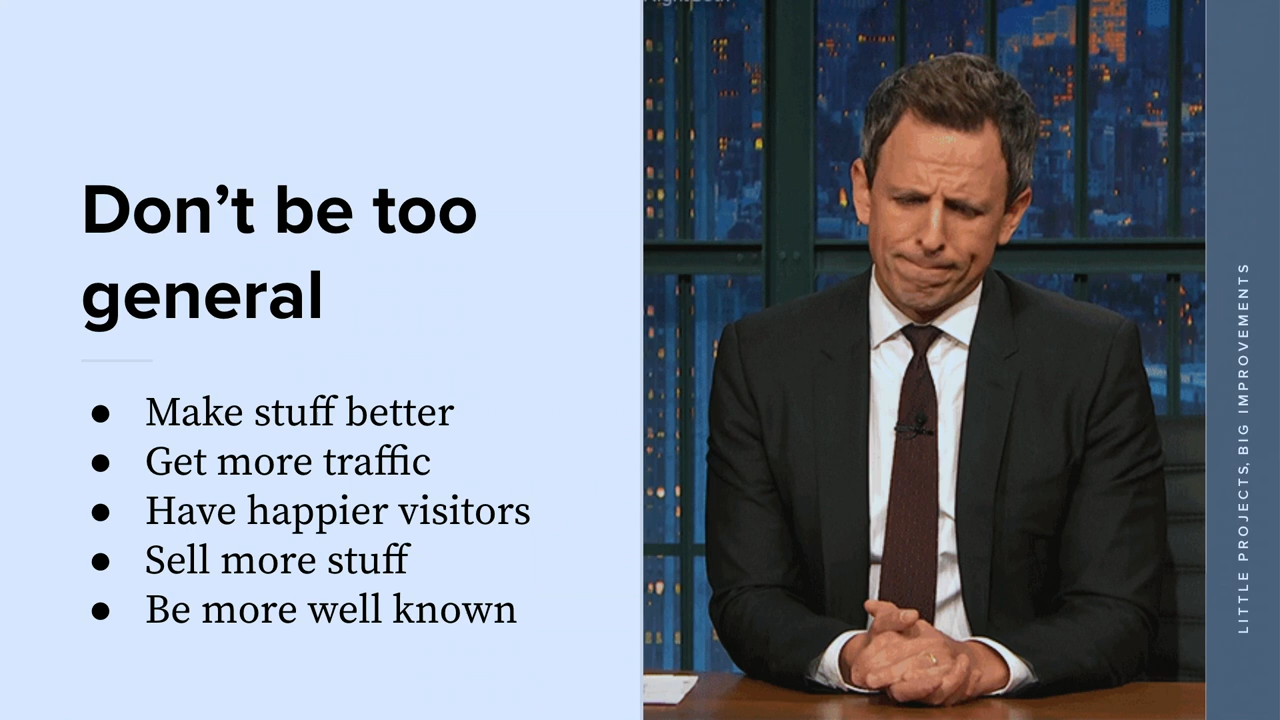 Don’t be too
general
● Make stuff better
● Get more traffic
● Have happier visitors
● Sell more stuff
● Be more well known
LITTLE PROJECTS, BIG IMPROVEMENTS